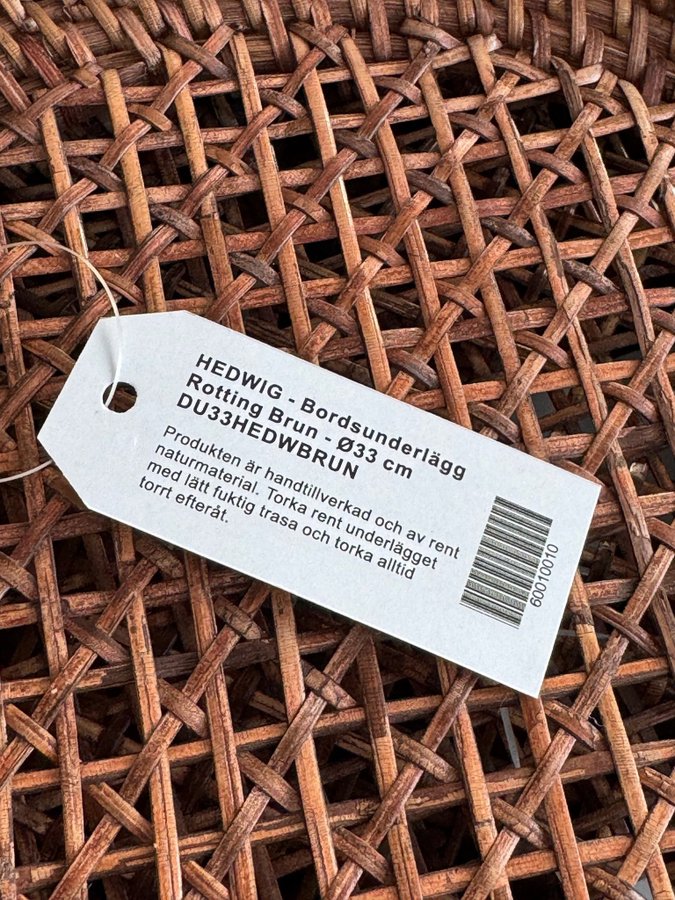 HEDWIG - Bordsunderlägg
Rotting Brun - Ø33 cm
DU33HEDWBRUN
Produkten är handtillverkad och av rent
naturmaterial. Torka rent underlägget
med lätt fuktig trasa och torka alltid
torrt efteråt.
60010010